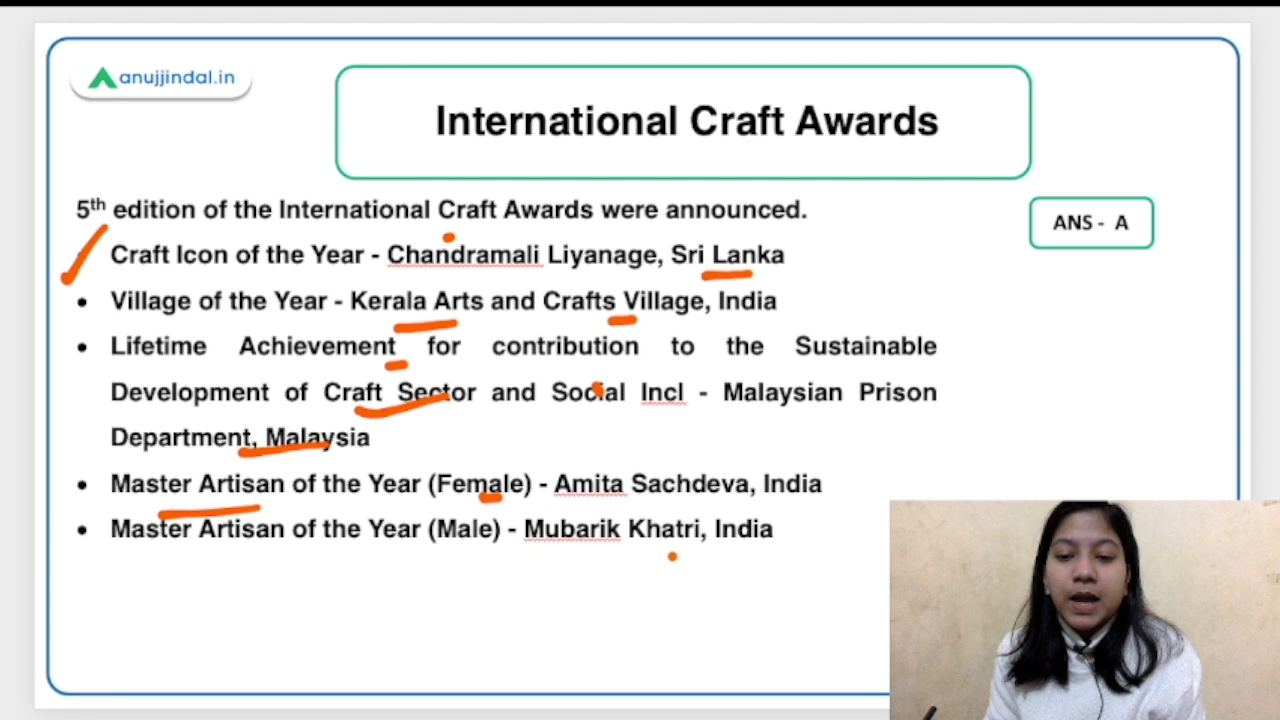 anujjindal.in
International Craft Awards
5th edition of the International Craft Awards were announced.
ANS - A
Craft Icon of the Year - Chandramali Liyanage, Sri Lanka
• Village of the Year - Kerala Arts and Crafts Village, India
• Lifetime Achievement for contribution to the Sustainable
Development of Craft Sector and Social Incl - Malaysian Prison
Department, Malaysia
• Master Artisan of the Year (Female) - Amita Sachdeva, India
• Master Artisan of the Year (Male) - Mubarik Khatri, India